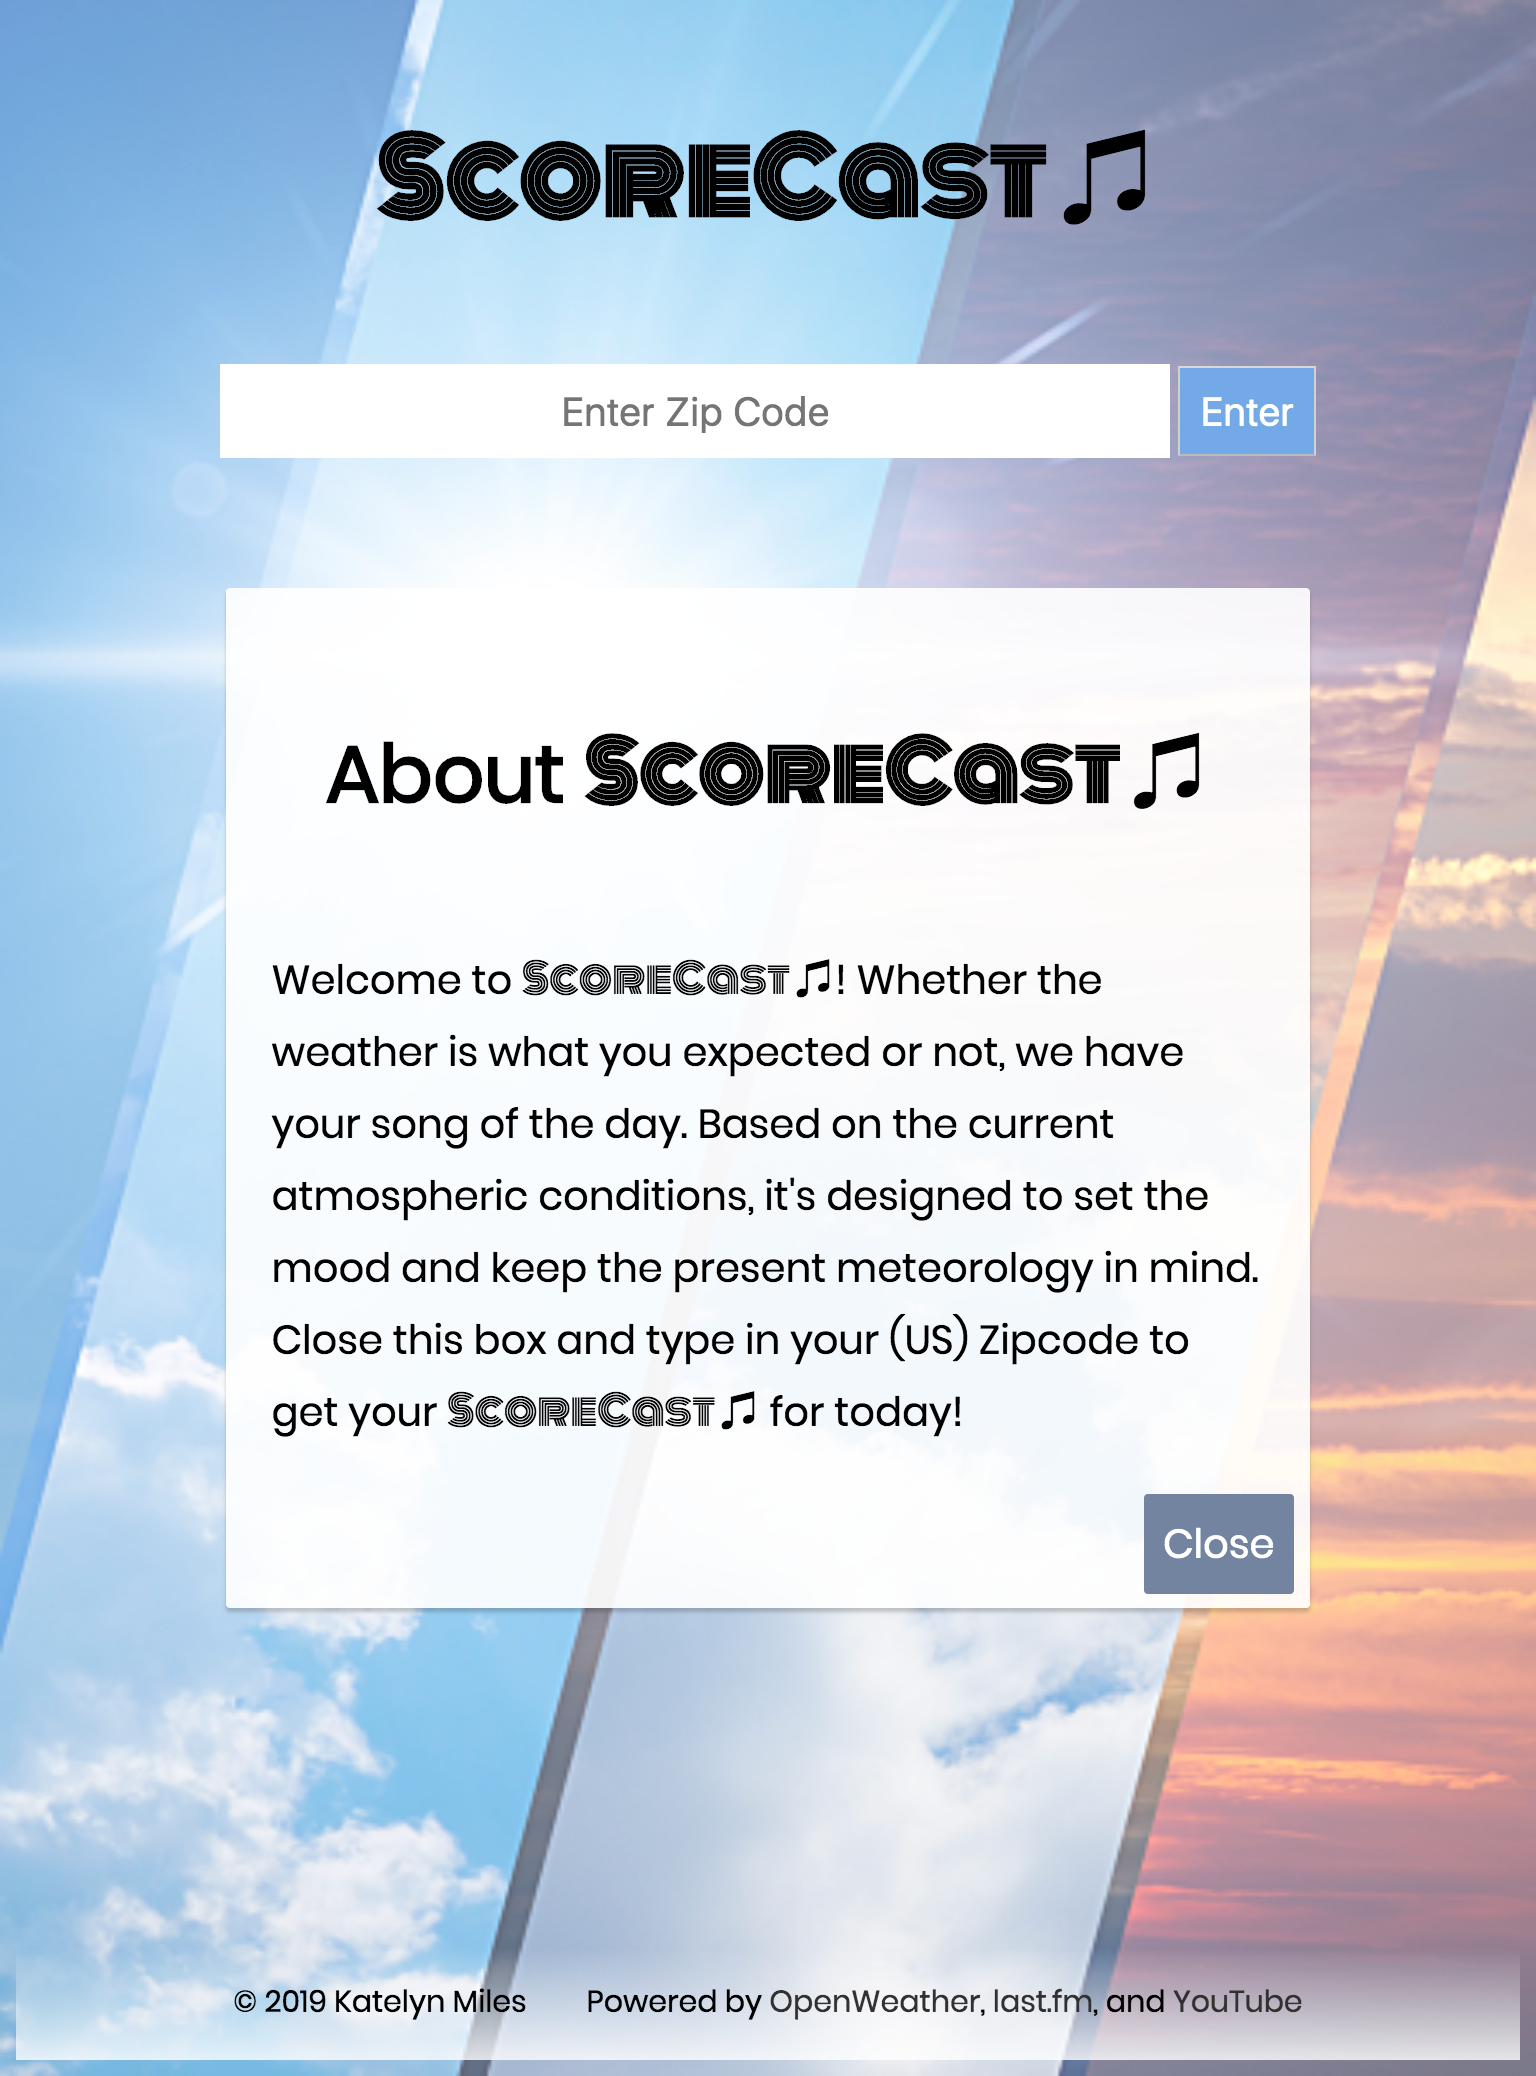 ScoreCast🎵
Enter Zip Code
Enter
About ScoreCast🎵
Welcome to ScoreCast🎵! Whether the
weather is what you expected or not, we have
your song of the day. Based on the current
atmospheric conditions, it's designed to set the
mood and keep the present meteorology in mind.
Close this box and type in your (US) Zipcode to
get your ScoreCast🎵 for today!
Close
© 2019 Katelyn Miles Powered by OpenWeather, last.fm, and YouTube